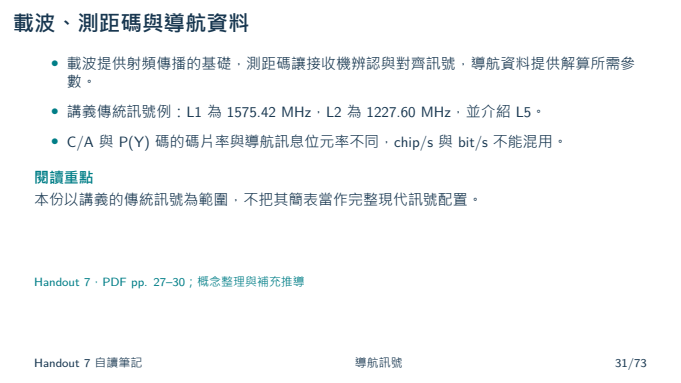 載波、測距碼與導航資料
• 載波提供射頻傳播的基礎，測距碼讓接收機辨認與對齊訊號，導航資料提供解算所需參
數。
• 講義傳統訊號例：L1 為 1575.42 MHz，L2 為 1227.60 MHz，並介紹 L5。
• C/A 與 P(Y) 碼的碼片率與導航訊息位元率不同，chip/s 與 bit/s 不能混用。
閱讀重點
本份以講義的傳統訊號為範圍，不把其簡表當作完整現代訊號配置。
Handout 7 · PDF pp. 27–30；概念整理與補充推導
Handout 7 自讀筆記
導航訊號
31/73